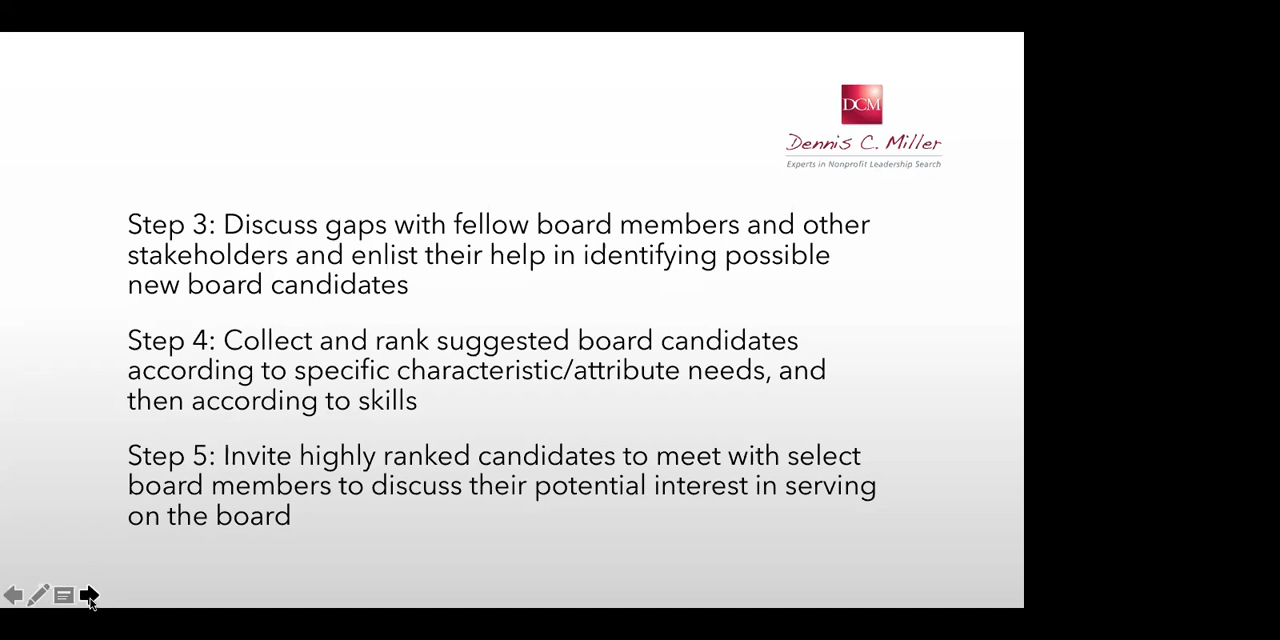 DCM
Dennis C. Miller
Experts in Nonprofit Leadership Search
Step 3: Discuss gaps with fellow board members and other
stakeholders and enlist their help in identifying possible
new board candidates
Step 4: Collect and rank suggested board candidates
according to specific characteristic/attribute needs, and
then according to skills
Step 5: Invite highly ranked candidates to meet with select
board members to discuss their potential interest in serving
on the board